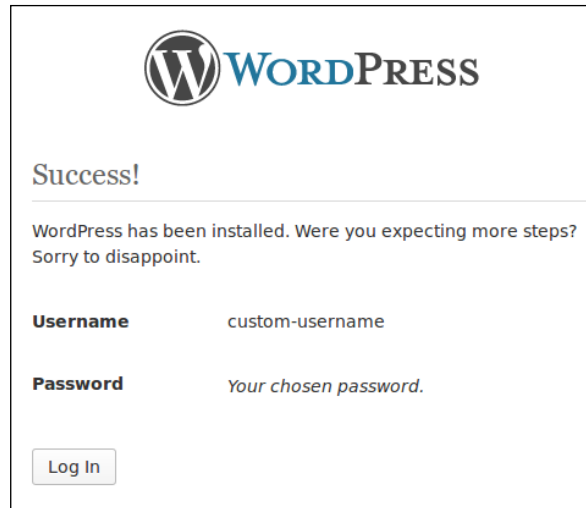 WORDPRESS
Success!
WordPress has been installed. Were you expecting more steps?
Sorry to disappoint.
Username custom-username
Password Your chosen password.
Log In